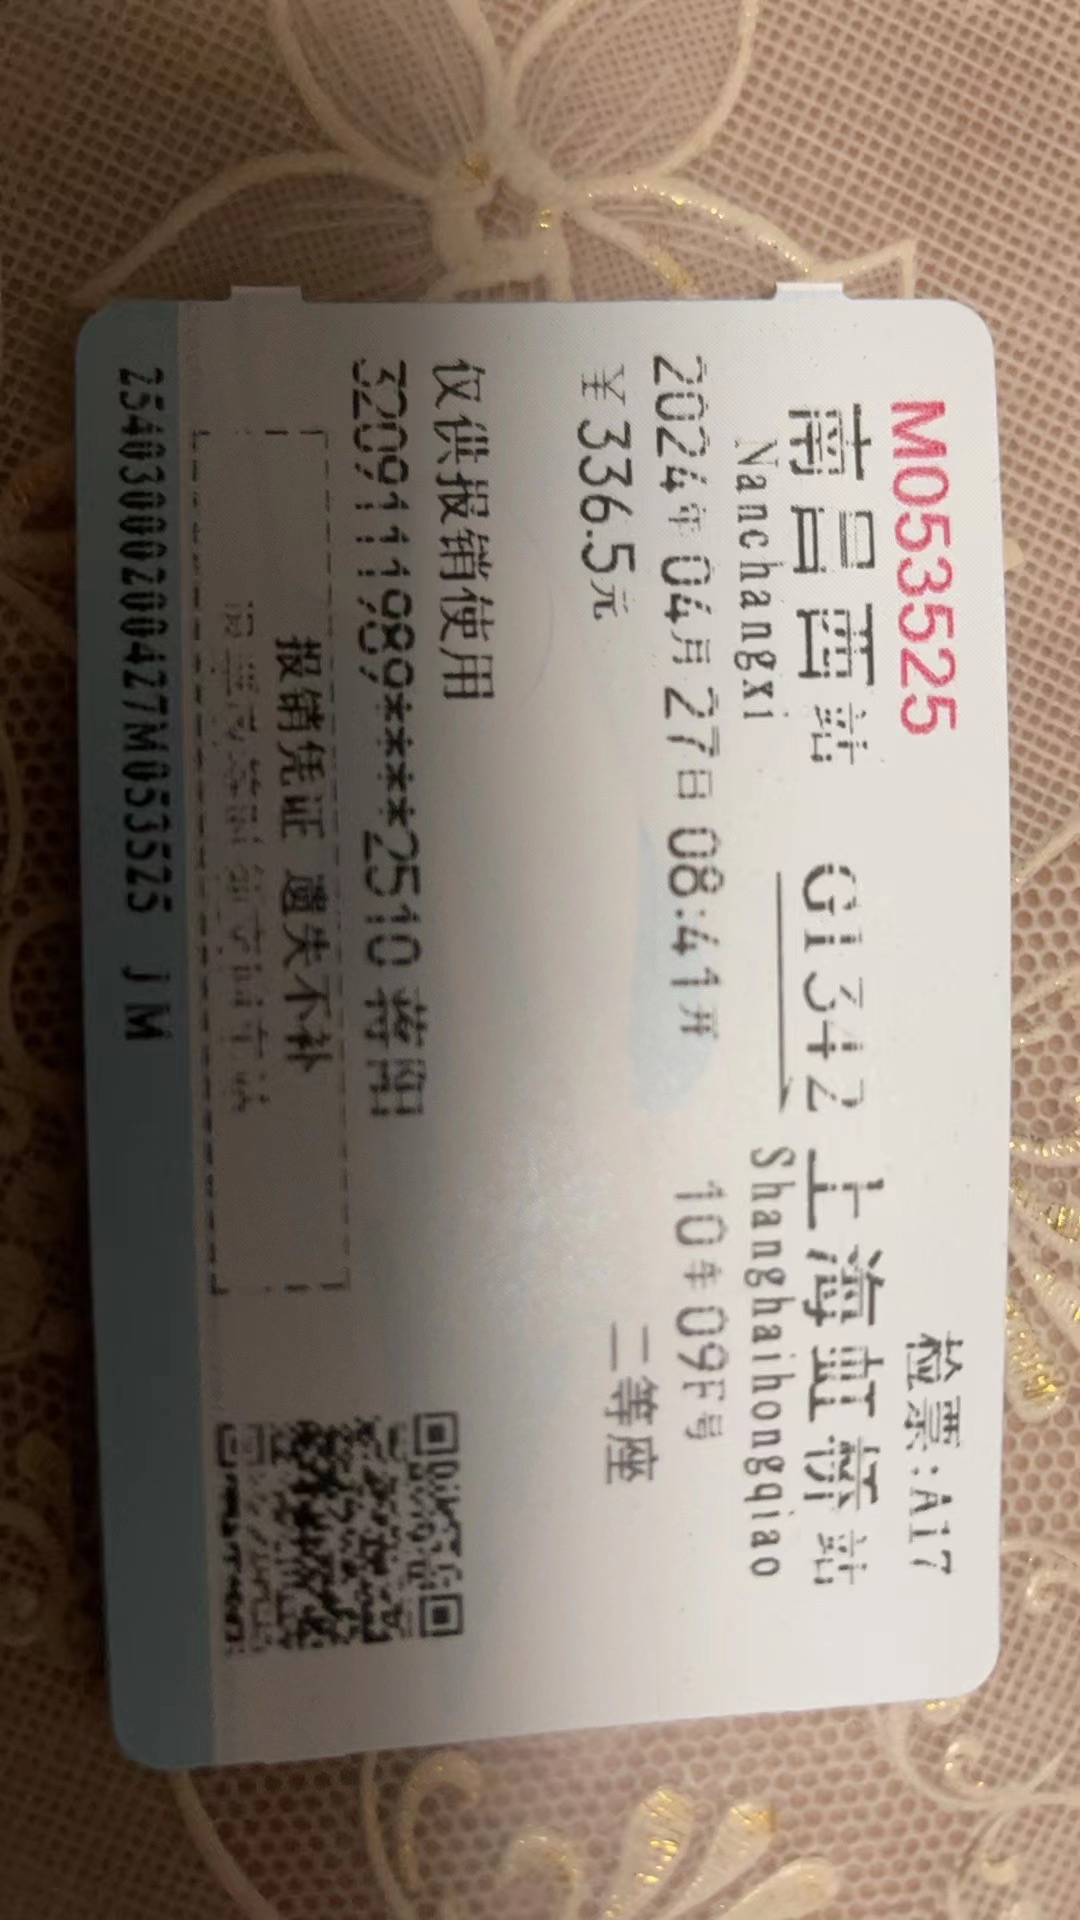 M053525
检票:A17
南昌西站 G1342 上海虹桥站
Nanchangxi Shanghaihongqiao
2024年04月27日08:41开 10车09F号
¥336.5元 二等座
仅供报销使用
3209111989****2510 蒋阳
报销凭证 遗失不补
25403000200427M053525 JM